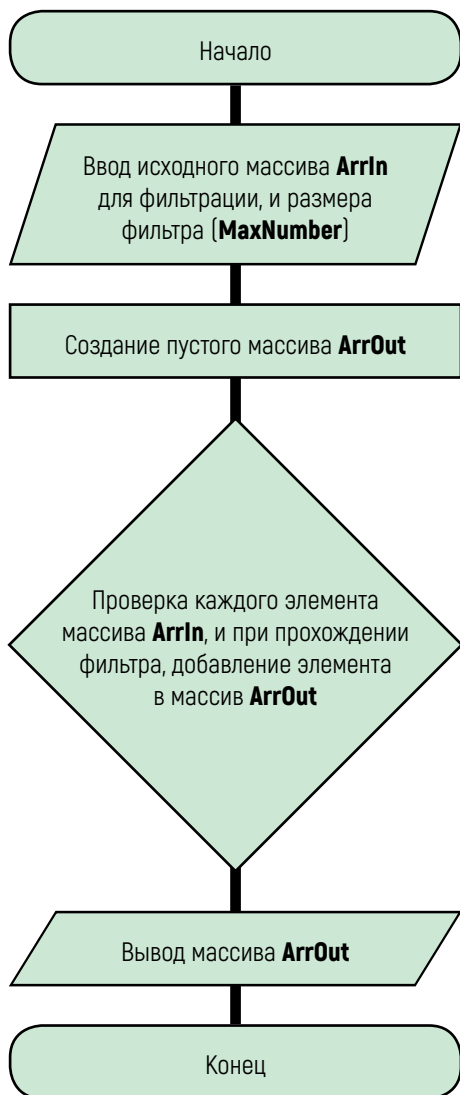 Начало
Ввод исходного массива ArrIn
для фильтрации, и размера
фильтра (MaxNumber)
Создание пустого массива ArrOut
Проверка каждого элемента
массива ArrIn, и при прохождении
фильтра, добавление элемента
в массив ArrOut
Вывод массива ArrOut
Конец